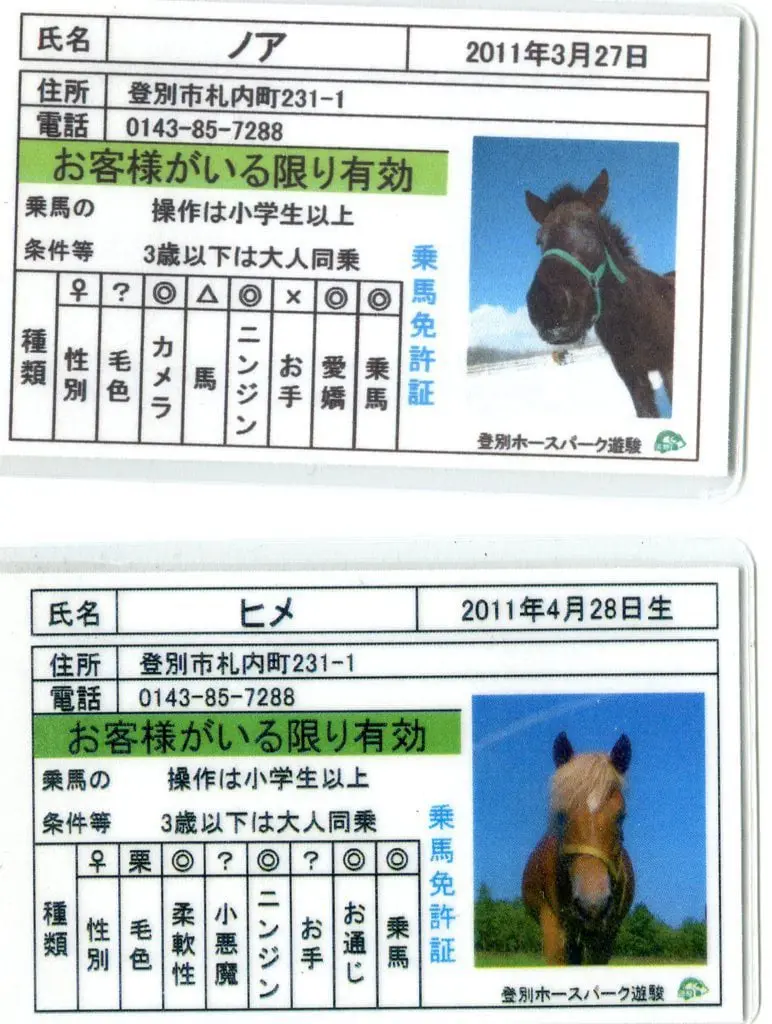 氏名 ノア 2011年3月27日
住所 登別市札内町231-1
電話 0143-85-7288
お客様がいる限り有効
乗馬の 操作は小学生以上
条件等 3歳以下は大人同乗
種類
♀ ? ◎ △ ◎ × ◎ ◎
性別 毛色 カメラ 馬 ニンジン お手 愛嬌 乗馬
乗馬免許証
登別ホースパーク遊駿
氏名 ヒメ 2011年4月28日生
住所 登別市札内町231-1
電話 0143-85-7288
お客様がいる限り有効
乗馬の 操作は小学生以上
条件等 3歳以下は大人同乗
種類
♀ 栗 ◎ ? ◎ ? ◎ ◎
性別 毛色 柔軟性 小悪魔 ニンジン お手 お通じ 乗馬
乗馬免許証
登別ホースパーク遊駿